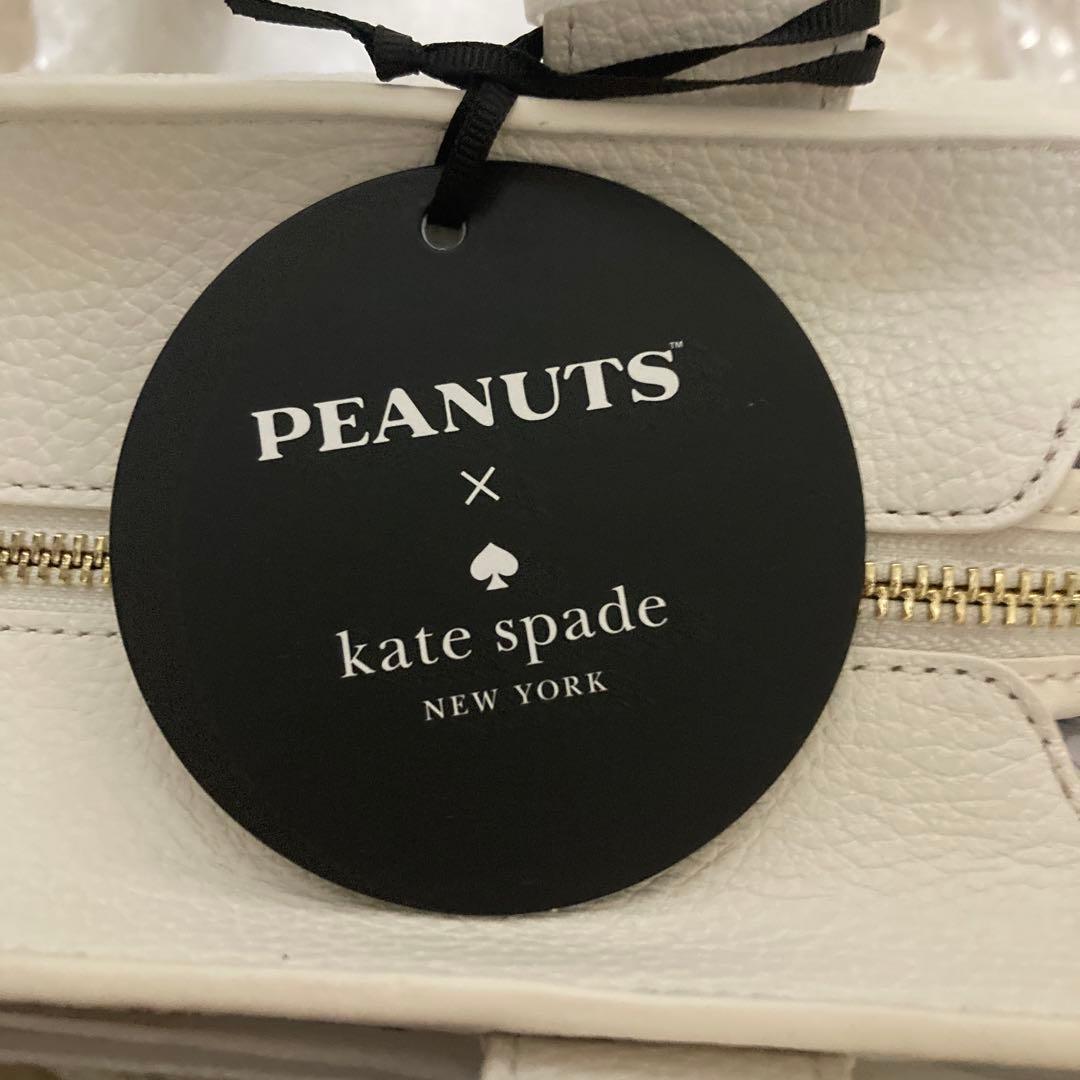 PEANUTS™
×
kate spade
NEW YORK